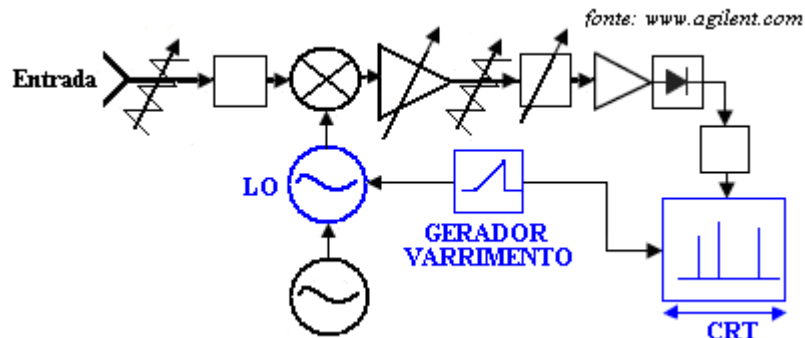 fonte: www.agilent.com
Entrada
LO
GERADOR
VARRIMENTO
CRT